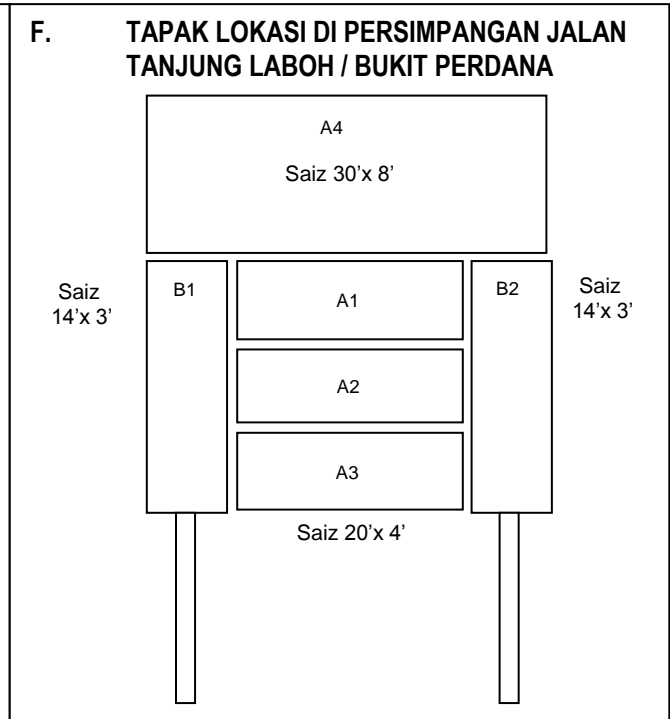 F. TAPAK LOKASI DI PERSIMPANGAN JALAN
TANJUNG LABOH / BUKIT PERDANA
A4
Saiz 30’x 8’
Saiz
14’x 3’
B1
A1
B2
Saiz
14’x 3’
A2
A3
Saiz 20’x 4’